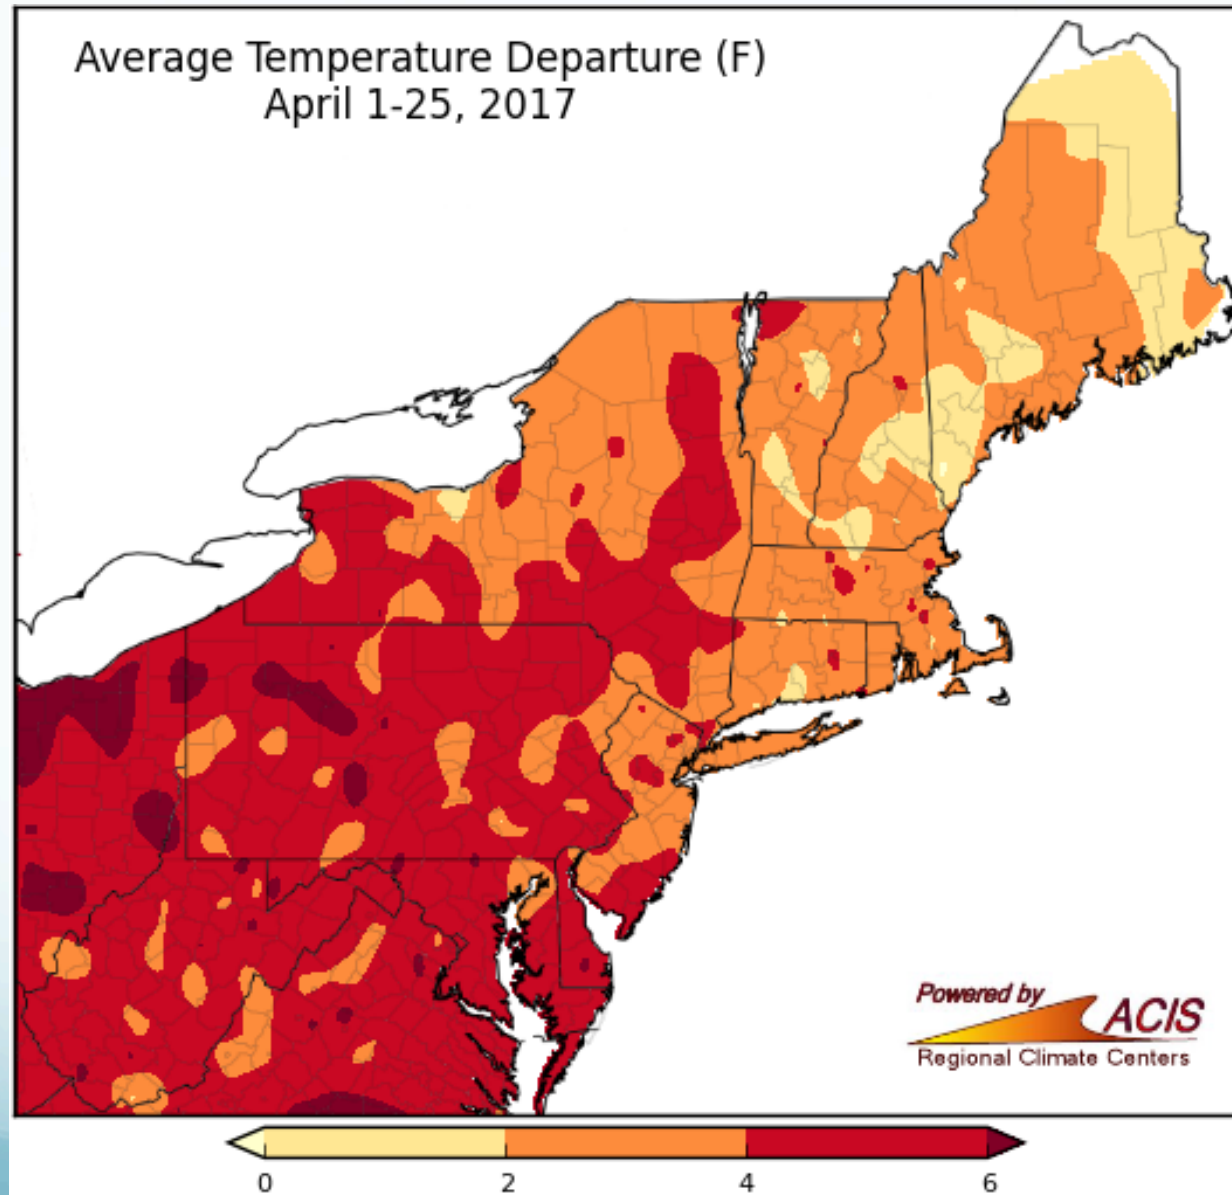 Average Temperature Departure (F)
April 1-25, 2017
Powered by
ACIS
Regional Climate Centers
0 2 4 6